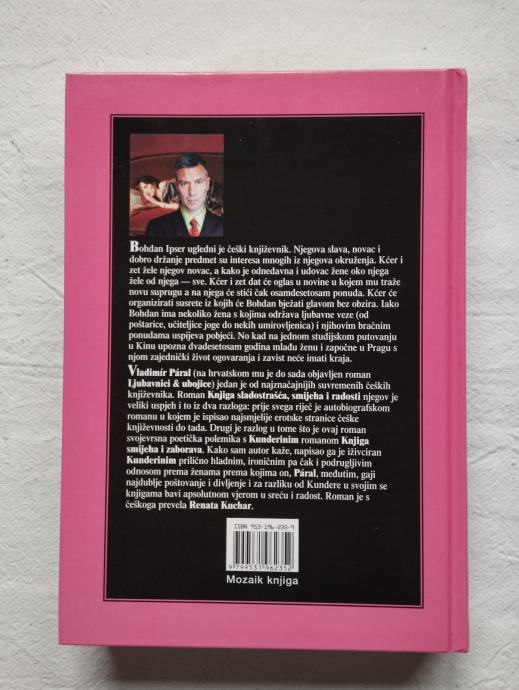 Bohdan Ipser ugledni je češki književnik. Njegova slava, novac i
dobro držanje predmet su interesa mnogih iz njegova okruženja. Kćer i
zet žele njegov novac, a kako je odnedavna i udovac žene oko njega
žele od njega — sve. Kćer i zet dat će oglas u novine u kojem mu traže
novu suprugu a na njega će stići čak osamdesetosam ponuda. Kćer će
organizirati susrete iz kojih će Bohdan bježati glavom bez obzira. Iako
Bohdan ima nekoliko žena s kojima održava ljubavne veze (od
poštarice, učiteljice joge do nekih umirovljenica) i njihovim bračnim
ponudama uspijeva pobjeći. No kad na jednom studijskom putovanju
u Kinu upozna dvadesetosam godina mlađu ženu i započne u Pragu s
njom zajednički život ogovaranja i zavist neće imati kraja.
Vladimír Páral (na hrvatskom mu je do sada objavljen roman
Ljubavnici & ubojice) jedan je od najznačajnijih suvremenih čeških
književnika. Roman Knjiga sladostrašća, smijeha i radosti njegov je
veliki uspjeh i to iz dva razloga: prije svega riječ je o autobiografskom
romanu u kojem je ispisao najsmjelije erotske stranice češke
književnosti do tada. Drugi je razlog u tome što je ovaj roman
svojevrsna poetička polemika s Kunderinim romanom Knjiga
smijeha i zaborava. Kako sam autor kaže, napisao ga je iživciran
Kunderinim prilično hladnim, ironičnim pa čak i podrugljivim
odnosom prema ženama prema kojima on, Páral, međutim, gaji
najdublje poštovanje i divljenje i za razliku od Kundere u svojim se
knjigama bavi apsolutnom vjerom u sreću i radost. Roman je s
češkoga prevela Renata Kuchar.
ISBN 953-196-235-9
9 799531 962352
Mozaik knjiga